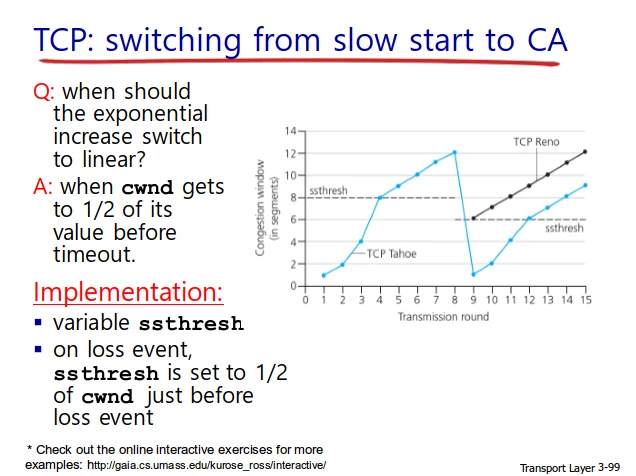 TCP: switching from slow start to CA
Q: when should
the exponential
increase switch
to linear?
A: when cwnd gets
to 1/2 of its
value before
timeout.
Implementation:
▪ variable ssthresh
▪ on loss event,
ssthresh is set to 1/2
of cwnd just before
loss event
14
12
10
8
6
4
2
0
Congestion window
(in segments)
ssthresh
TCP Reno
TCP Tahoe
ssthresh
0 1 2 3 4 5 6 7 8 9 10 11 12 13 14 15
Transmission round
* Check out the online interactive exercises for more
examples: http://gaia.cs.umass.edu/kurose_ross/interactive/
Transport Layer 3-99